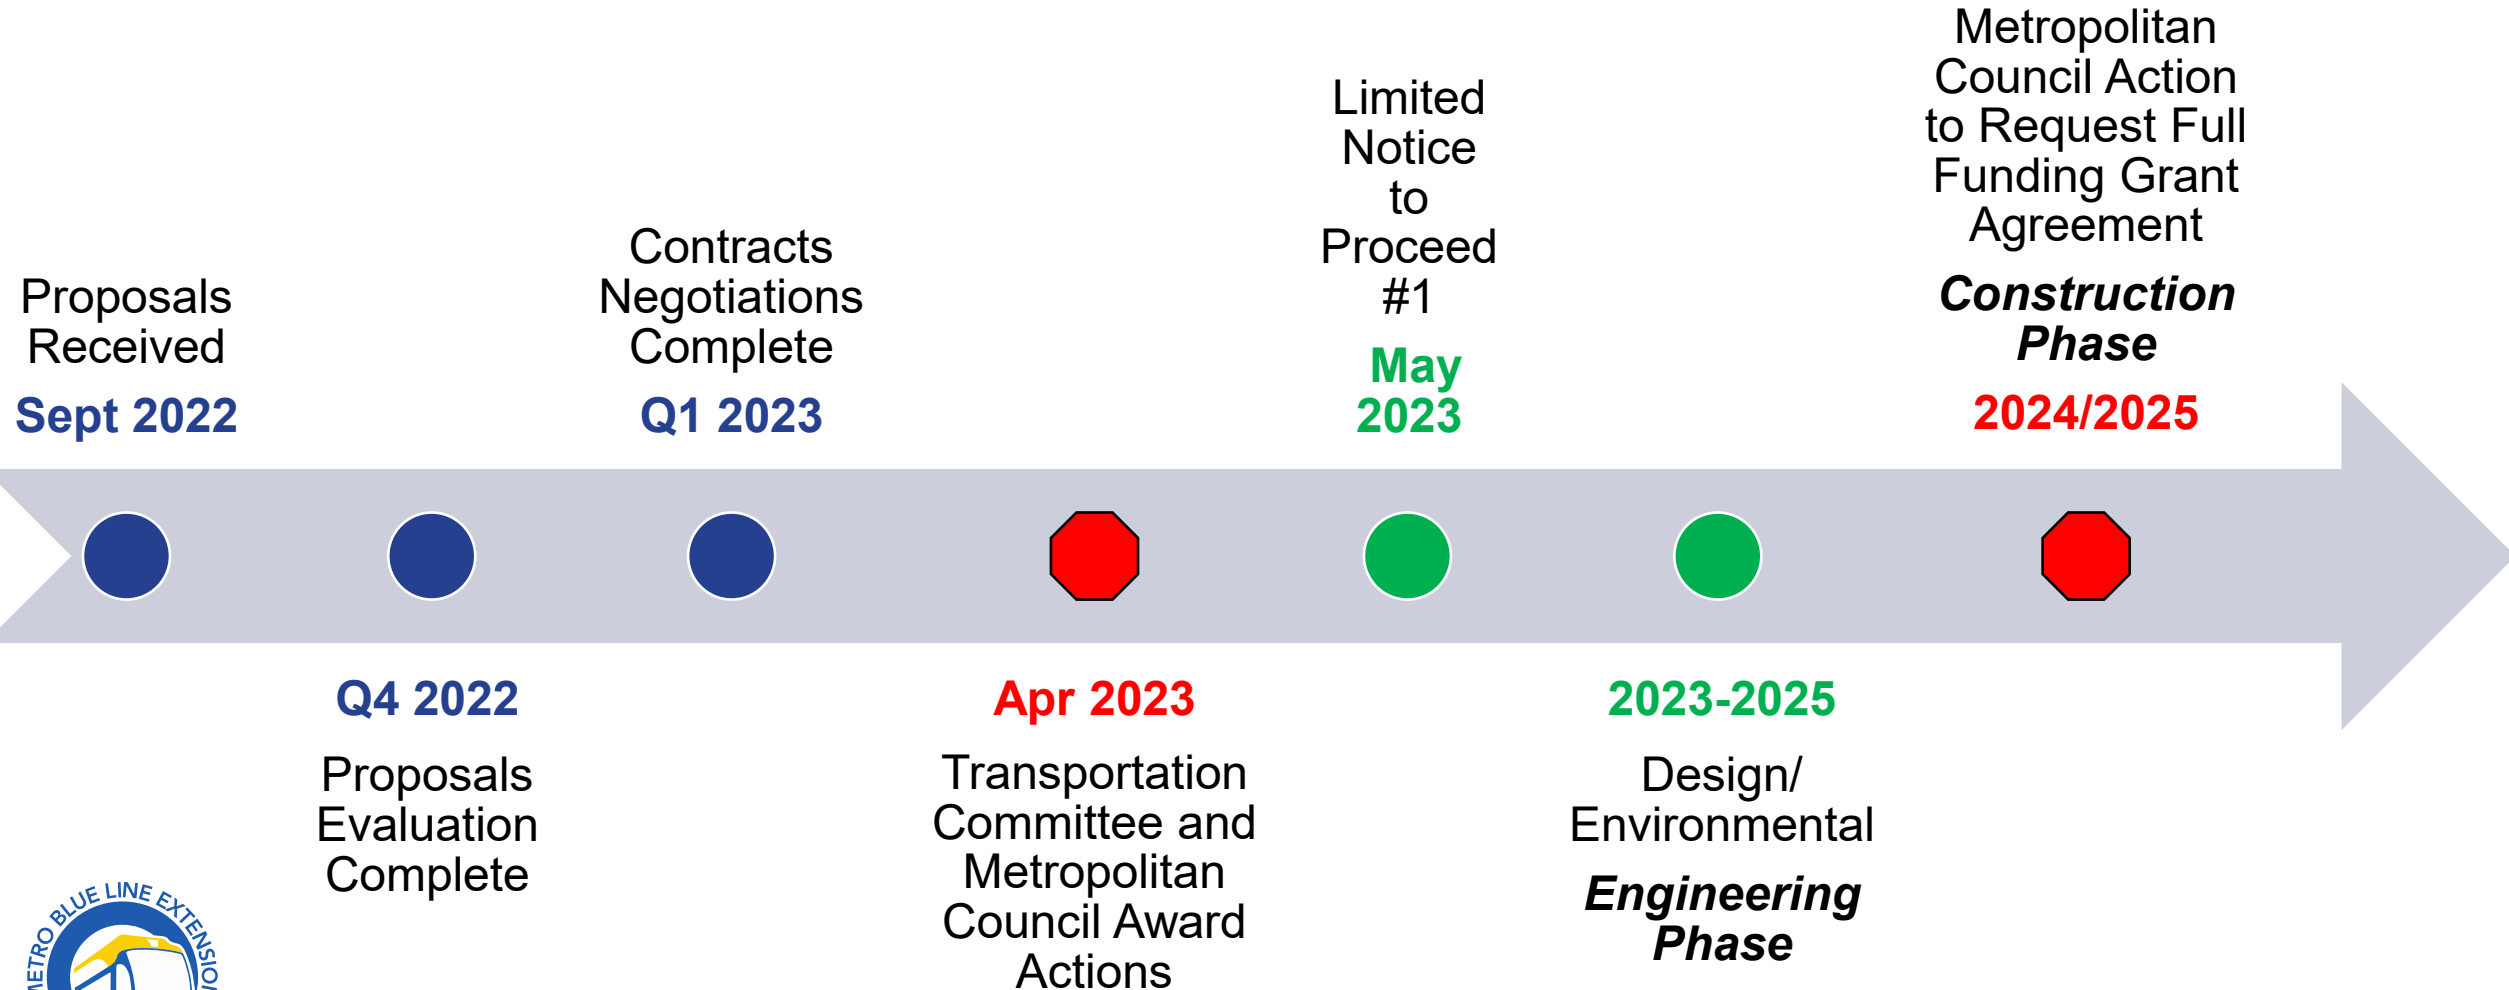 Proposals
Received
Sept 2022
Q4 2022
Proposals
Evaluation
Complete
Contracts
Negotiations
Complete
Q1 2023
Apr 2023
Transportation
Committee and
Metropolitan
Council Award
Actions
Limited
Notice
to
Proceed
#1
May
2023
2023-2025
Design/
Environmental
Engineering
Phase
Metropolitan
Council Action
to Request Full
Funding Grant
Agreement
Construction
Phase
2024/2025
METRO BLUE LINE EXTENSION